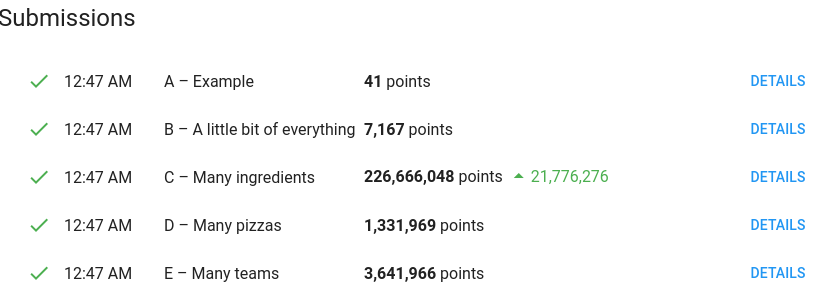 Submissions
12:47 AM A – Example 41 points DETAILS
12:47 AM B – A little bit of everything 7,167 points DETAILS
12:47 AM C – Many ingredients 226,666,048 points 21,776,276 DETAILS
12:47 AM D – Many pizzas 1,331,969 points DETAILS
12:47 AM E – Many teams 3,641,966 points DETAILS